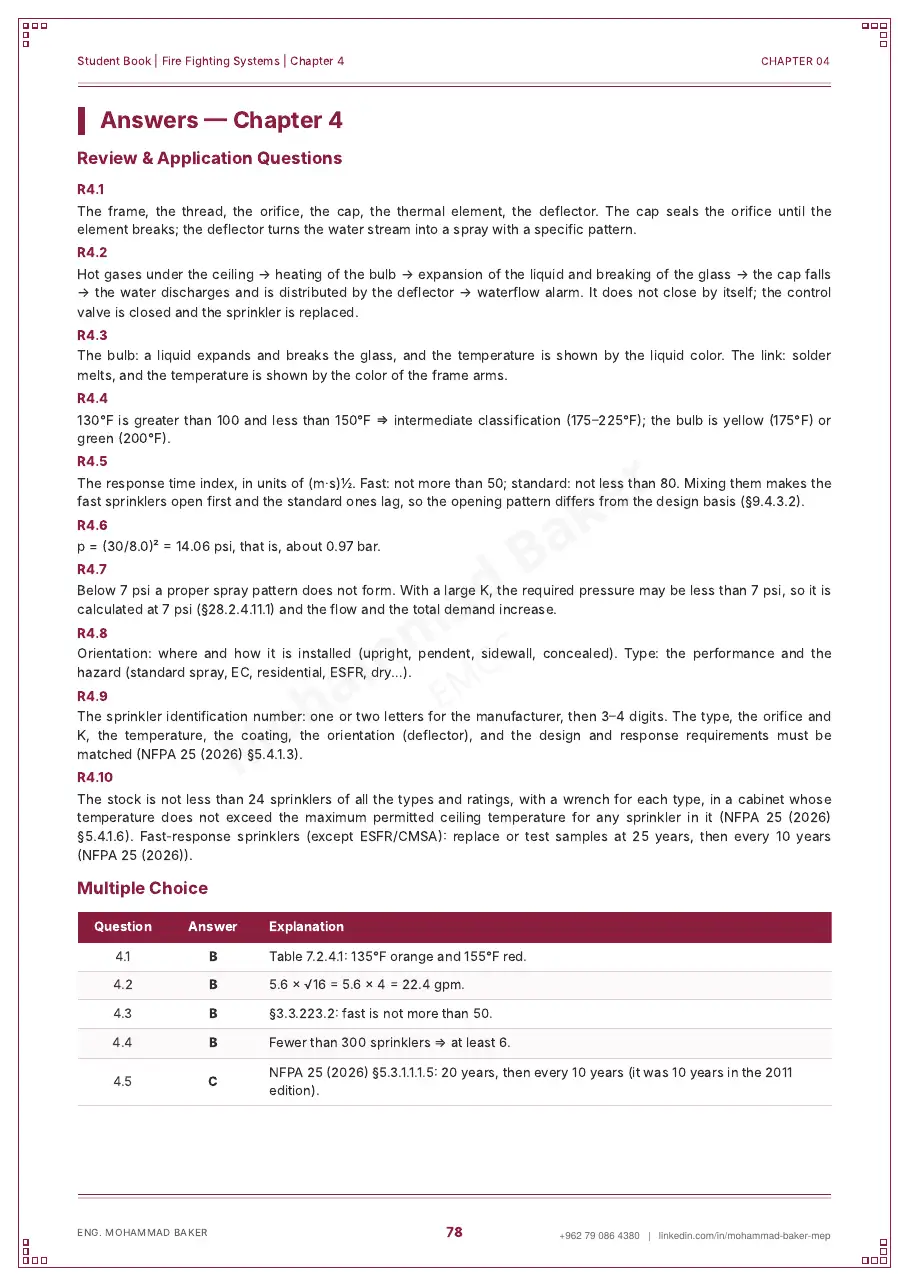 Student Book | Fire Fighting Systems | Chapter 4
CHAPTER 04
Answers — Chapter 4
Review & Application Questions
R4.1
The frame, the thread, the orifice, the cap, the thermal element, the deflector. The cap seals the orifice until the
element breaks; the deflector turns the water stream into a spray with a specific pattern.
R4.2
Hot gases under the ceiling → heating of the bulb → expansion of the liquid and breaking of the glass → the cap falls
→ the water discharges and is distributed by the deflector → waterflow alarm. It does not close by itself; the control
valve is closed and the sprinkler is replaced.
R4.3
The bulb: a liquid expands and breaks the glass, and the temperature is shown by the liquid color. The link: solder
melts, and the temperature is shown by the color of the frame arms.
R4.4
130°F is greater than 100 and less than 150°F ⇒ intermediate classification (175–225°F); the bulb is yellow (175°F) or
green (200°F).
R4.5
The response time index, in units of (m·s)½. Fast: not more than 50; standard: not less than 80. Mixing them makes the
fast sprinklers open first and the standard ones lag, so the opening pattern differs from the design basis (§9.4.3.2).
R4.6
p = (30/8.0)² = 14.06 psi, that is, about 0.97 bar.
R4.7
Below 7 psi a proper spray pattern does not form. With a large K, the required pressure may be less than 7 psi, so it is
calculated at 7 psi (§28.2.4.11.1) and the flow and the total demand increase.
R4.8
Orientation: where and how it is installed (upright, pendent, sidewall, concealed). Type: the performance and the
hazard (standard spray, EC, residential, ESFR, dry...).
R4.9
The sprinkler identification number: one or two letters for the manufacturer, then 3–4 digits. The type, the orifice and
K, the temperature, the coating, the orientation (deflector), and the design and response requirements must be
matched (NFPA 25 (2026) §5.4.1.3).
R4.10
The stock is not less than 24 sprinklers of all the types and ratings, with a wrench for each type, in a cabinet whose
temperature does not exceed the maximum permitted ceiling temperature for any sprinkler in it (NFPA 25 (2026)
§5.4.1.6). Fast-response sprinklers (except ESFR/CMSA): replace or test samples at 25 years, then every 10 years
(NFPA 25 (2026)).
Multiple Choice
Question Answer Explanation
4.1 B Table 7.2.4.1: 135°F orange and 155°F red.
4.2 B 5.6 × √16 = 5.6 × 4 = 22.4 gpm.
4.3 B §3.3.223.2: fast is not more than 50.
4.4 B Fewer than 300 sprinklers ⇒ at least 6.
4.5 C NFPA 25 (2026) §5.3.1.1.1.5: 20 years, then every 10 years (it was 10 years in the 2011
edition).
ENG. MOHAMMAD BAKER
78
+962 79 086 4380 | linkedin.com/in/mohammad-baker-mep